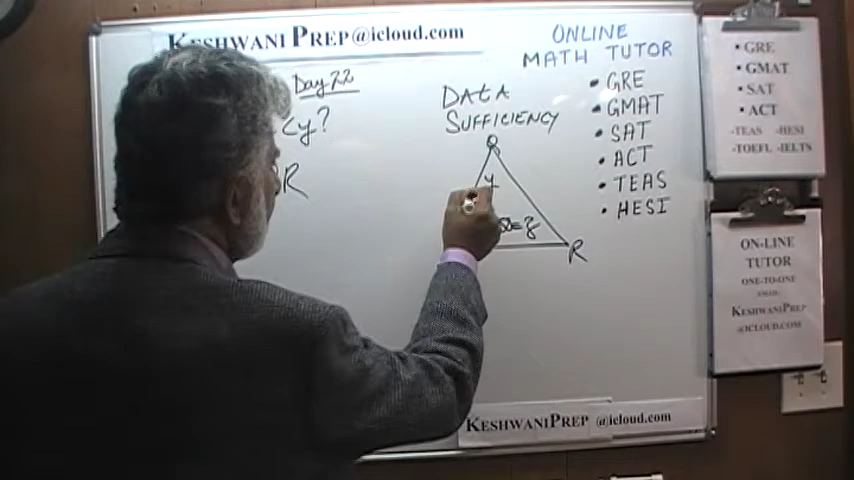 KESHWANI PREP@icloud.com
Day 22
<y?
R
DATA
SUFFICIENCY
Q
y
=z
R
ONLINE
MATH TUTOR
• GRE
• GMAT
• SAT
• ACT
• TEAS
• HESI
• GRE
• GMAT
• SAT
• ACT
-TEAS -HESI
-TOEFL -IELTS
ON-LINE
TUTOR
ONE-TO-ONE
EMAIL:
KESHWANIPREP
@ICLOUD.COM
KESHWANIPREP @icloud.com